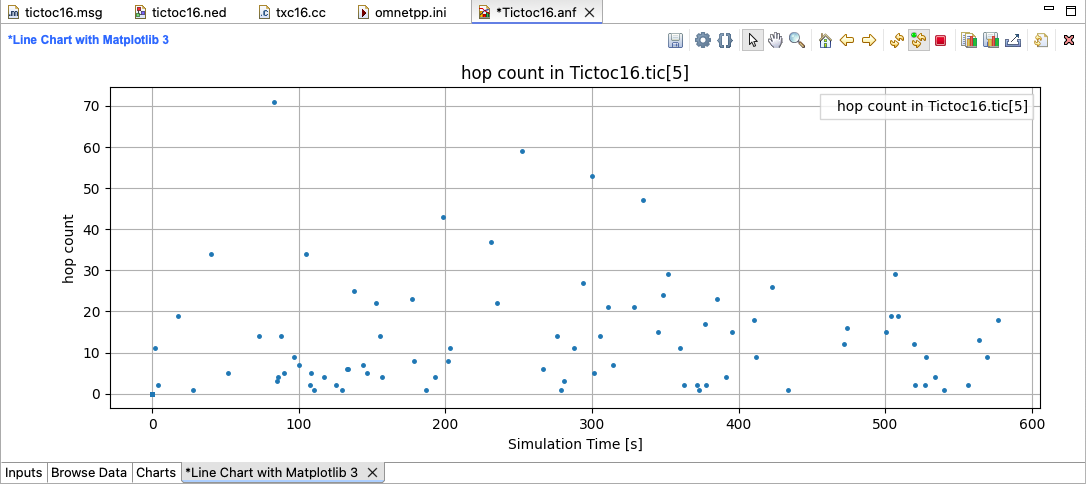 tictoc16.msg
tictoc16.ned
txc16.cc
omnetpp.ini
*Tictoc16.anf
*Line Chart with Matplotlib 3
hop count in Tictoc16.tic[5]
hop count in Tictoc16.tic[5]
70
60
50
40
30
20
10
0
hop count
0
100
200
300
400
500
600
Simulation Time [s]
Inputs
Browse Data
Charts
*Line Chart with Matplotlib 3